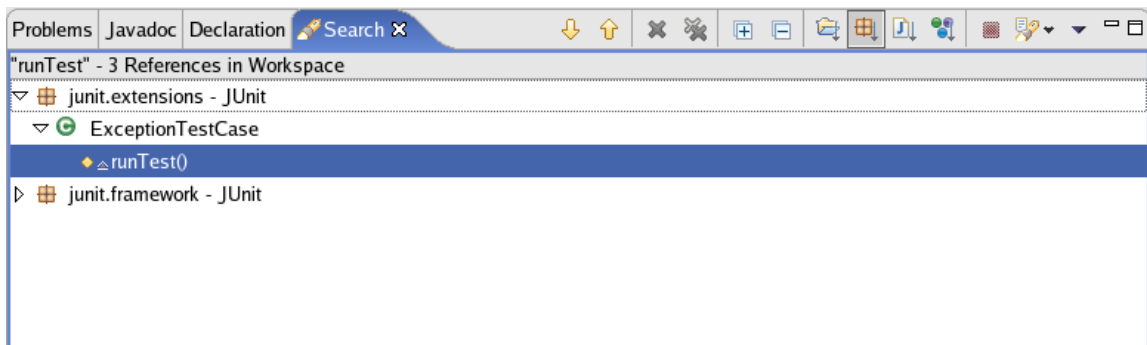 Problems Javadoc Declaration Search
"runTest" - 3 References in Workspace
junit.extensions - JUnit
ExceptionTestCase
runTest()
junit.framework - JUnit